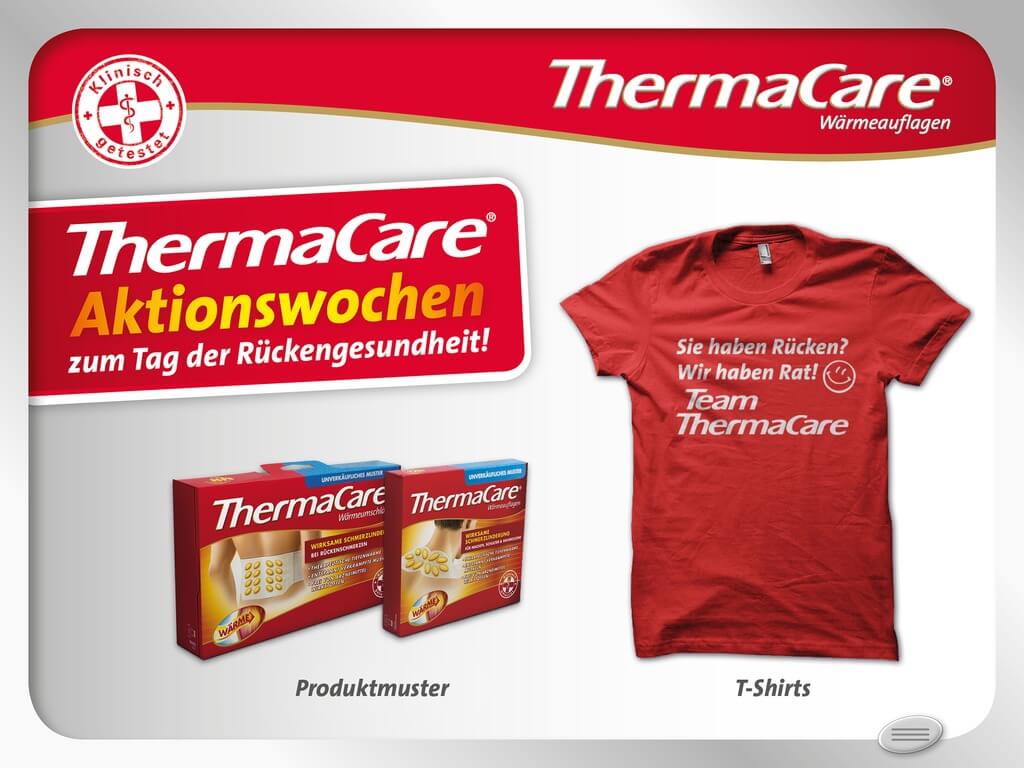 Klinisch
getestet
ThermaCare®
Wärmeauflagen
ThermaCare®
Aktionswochen
zum Tag der Rückengesundheit!
Sie haben Rücken?
Wir haben Rat!
Team
ThermaCare
UNVERKÄUFLICHES MUSTER
ThermaCare
WIRKSAME SCHMERZLINDERUNG
BEI RÜCKENSCHMERZEN
WÄRME
UNVERKÄUFLICHES MUSTER
ThermaCare®
Wärmeauflagen
WIRKSAME
SCHMERZLINDERUNG
WÄRME
Produktmuster
T-Shirts